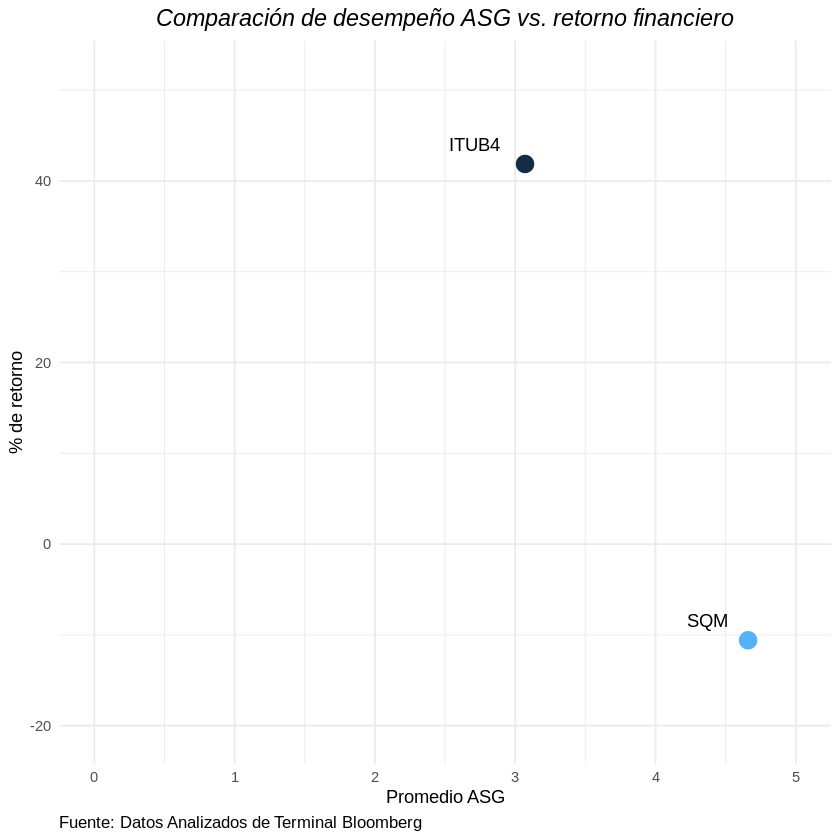 Comparación de desempeño ASG vs. retorno financiero
ITUB4
40
% de retorno
20
0
SQM
-20
0 1 2 3 4 5
Promedio ASG
Fuente: Datos Analizados de Terminal Bloomberg